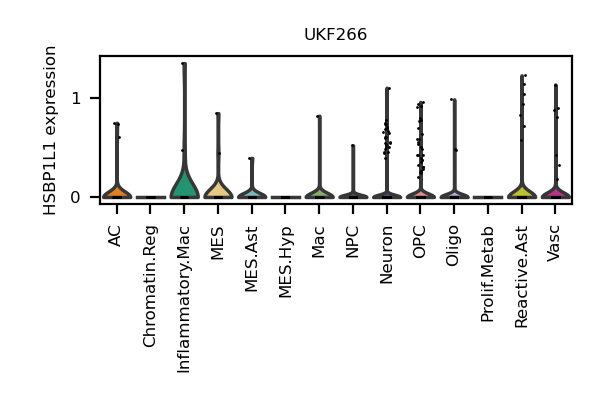 UKF266
HSBP1L1 expression
1
0
AC
Chromatin.Reg
Inflammatory.Mac
MES
MES.Ast
MES.Hyp
Mac
NPC
Neuron
OPC
Oligo
Prolif.Metab
Reactive.Ast
Vasc